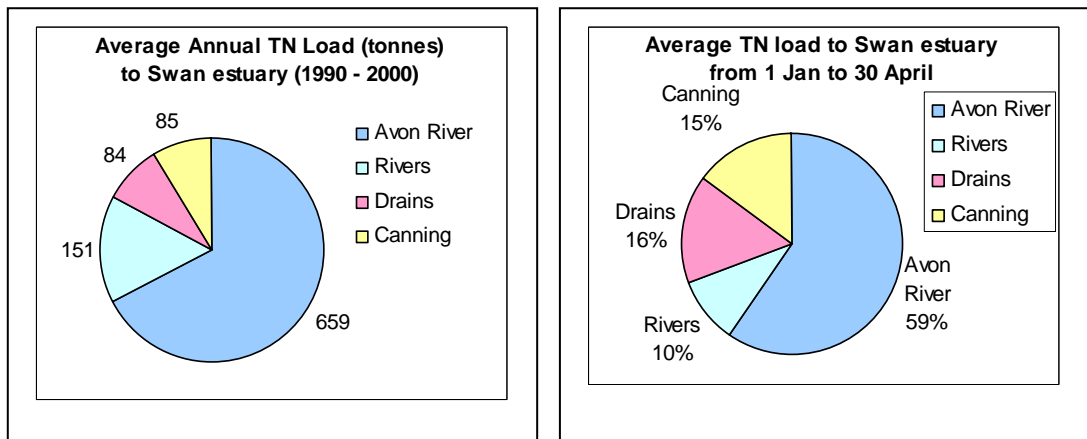 Average Annual TN Load (tonnes)
to Swan estuary (1990 - 2000)
85
84
151
659
Avon River
Rivers
Drains
Canning
Average TN load to Swan estuary
from 1 Jan to 30 April
Canning
15%
Drains
16%
Rivers
10%
Avon
River
59%
Avon River
Rivers
Drains
Canning